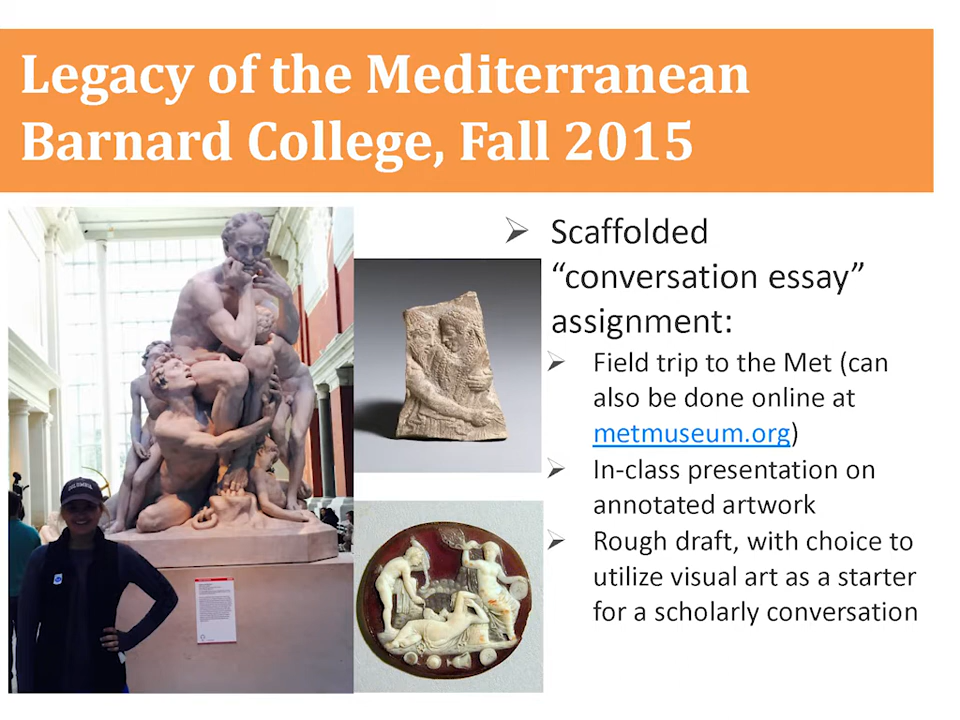 Legacy of the Mediterranean
Barnard College, Fall 2015
Scaffolded
“conversation essay”
assignment:
Field trip to the Met (can
also be done online at
metmuseum.org)
In-class presentation on
annotated artwork
Rough draft, with choice to
utilize visual art as a starter
for a scholarly conversation